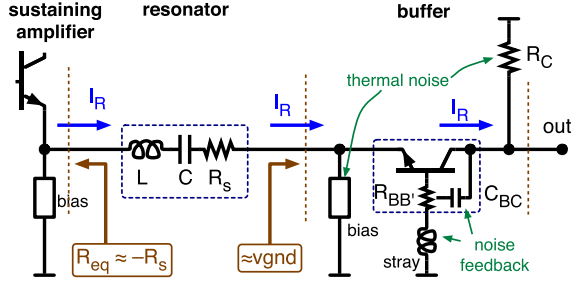 sustaining
amplifier
resonator
buffer
thermal noise
R_C
I_R
I_R
I_R
out
L
C
R_s
bias
R_BB'
C_BC
bias
R_eq ≈ −R_s
≈vgnd
stray
noise
feedback